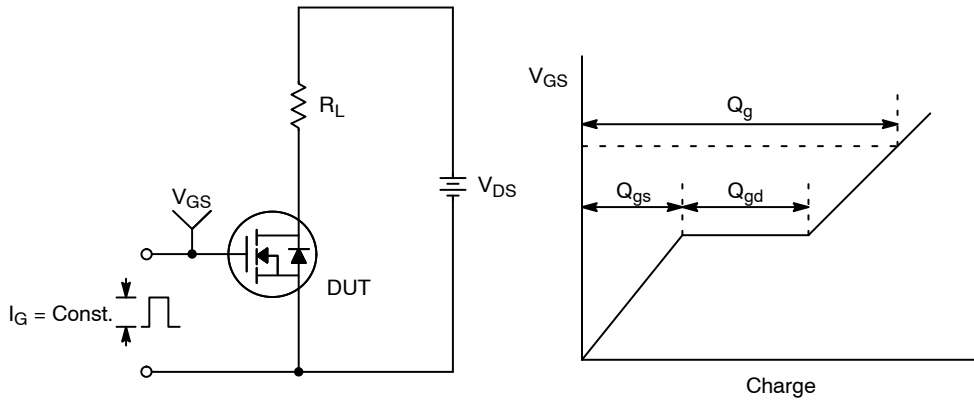 R_L
V_GS
V_DS
DUT
I_G = Const.
V_GS
Q_g
Q_gs
Q_gd
Charge